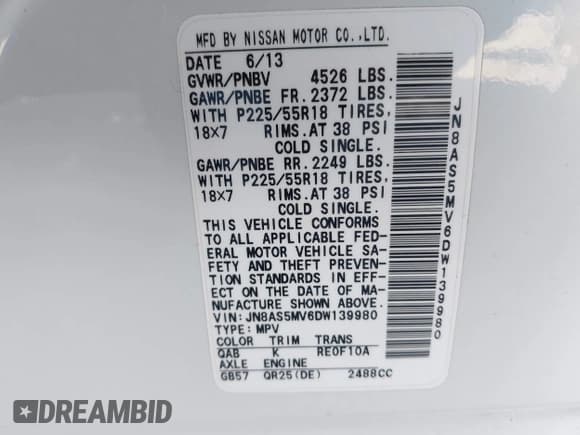 MFD BY NISSAN MOTOR CO.,LTD.
DATE 6/13
GVWR/PNBV 4526 LBS.
GAWR/PNBE FR. 2372 LBS.
WITH P225/55R18 TIRES,
18×7 RIMS.AT 38 PSI
COLD SINGLE.
GAWR/PNBE RR. 2249 LBS.
WITH P225/55R18 TIRES,
18×7 RIMS.AT 38 PSI
COLD SINGLE.
THIS VEHICLE CONFORMS
TO ALL APPLICABLE FED-
ERAL MOTOR VEHICLE SA-
FETY AND THEFT PREVEN-
TION STANDARDS IN EFF-
ECT ON THE DATE OF MA-
NUFACTURE SHOWN ABOVE.
VIN: JN8AS5MV6DW139980
TYPE: MPV
COLOR TRIM TRANS
QAB K RE0F10A
AXLE ENGINE
GB57 QR25(DE) 2488CC
JN8AS5MV6DW139980
DREAMBID